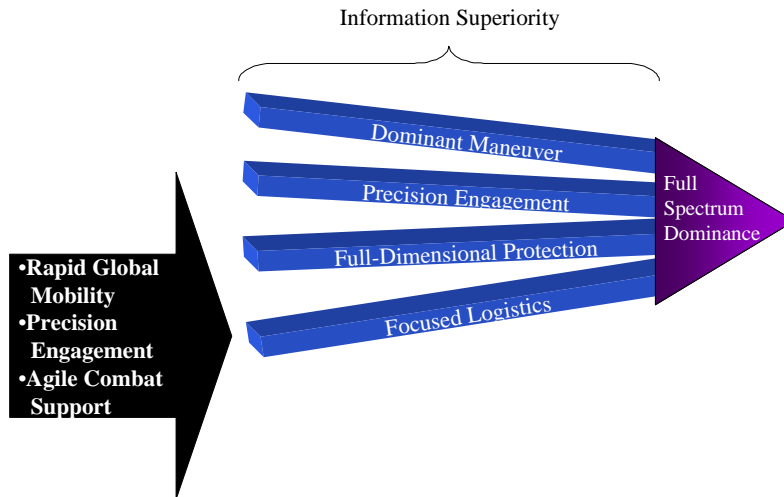 Information Superiority
Dominant Maneuver
Precision Engagement
Full-Dimensional Protection
Focused Logistics
Full
Spectrum
Dominance
•Rapid Global
Mobility
•Precision
Engagement
•Agile Combat
Support